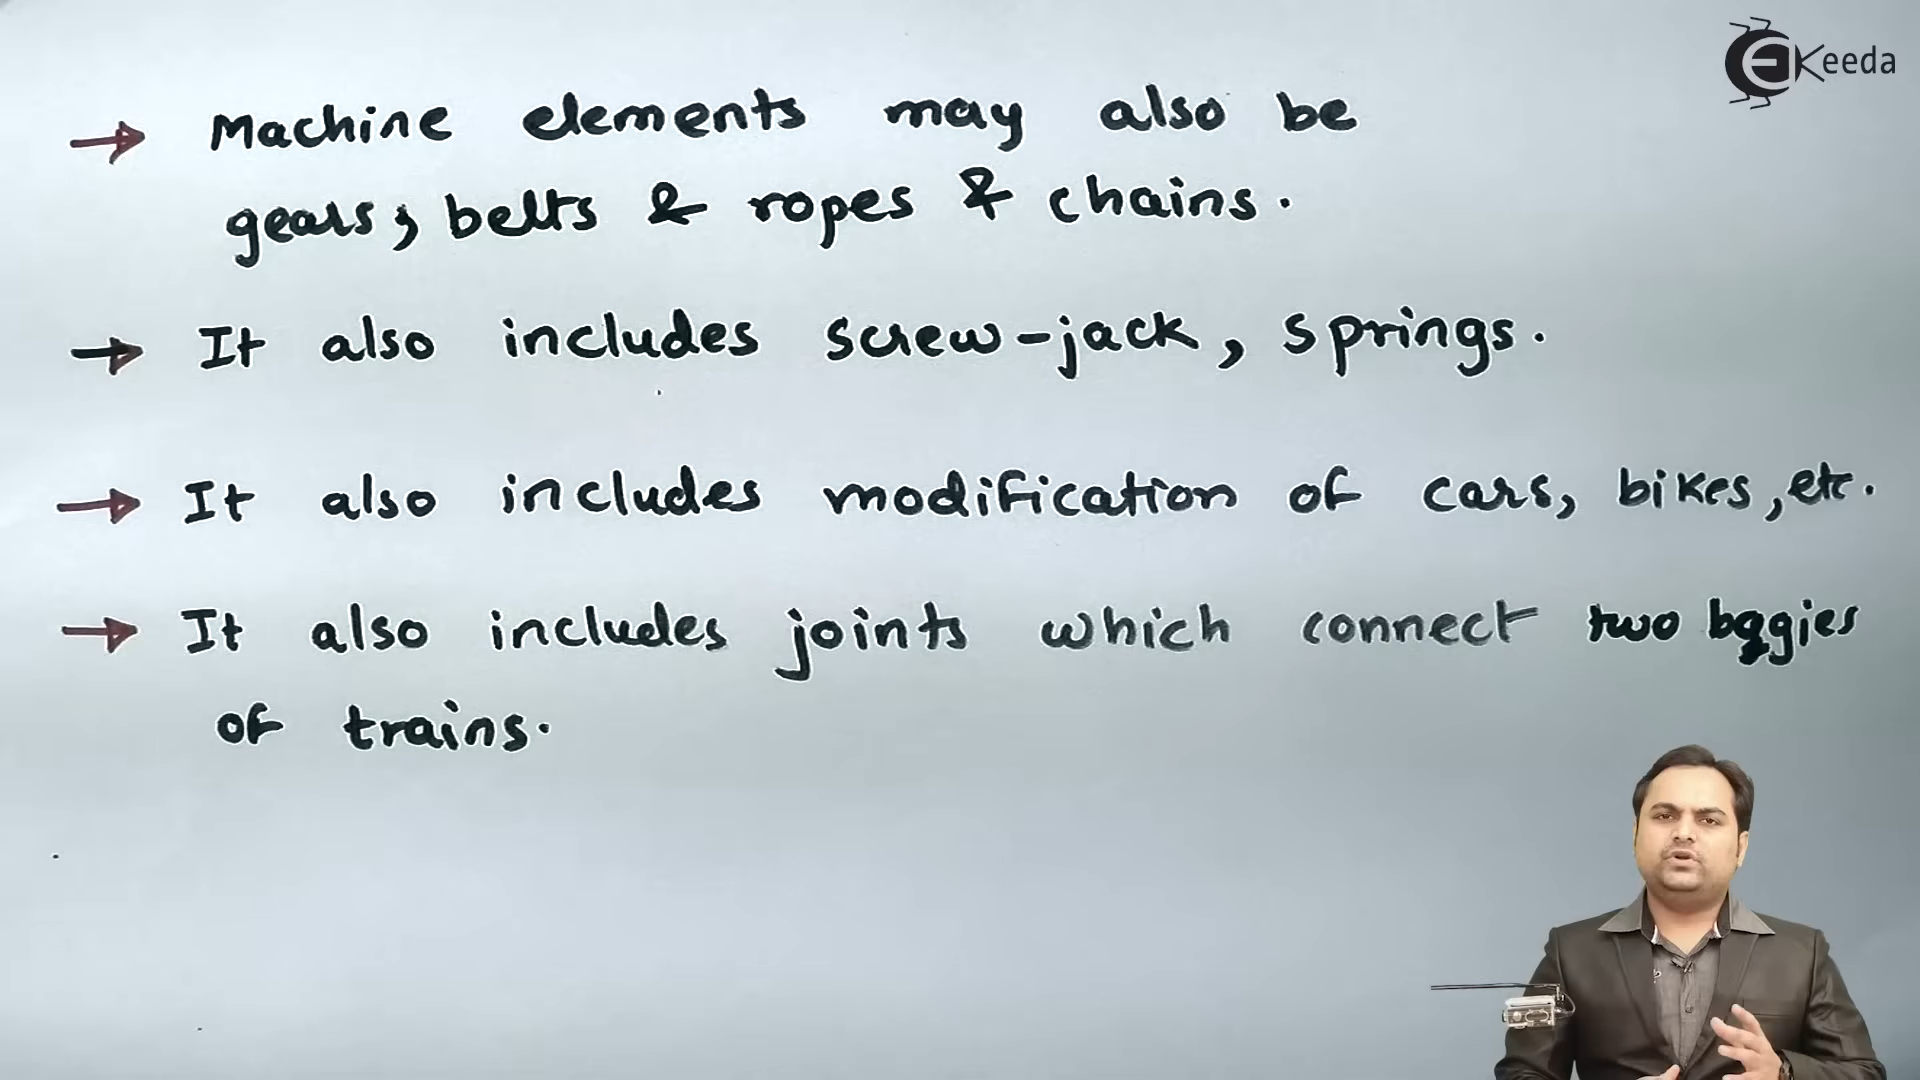 Keeda
→ Machine elements may also be
gears, belts & ropes & chains.
→ It also includes screw-jack, springs.
→ It also includes modification of cars, bikes, etc.
→ It also includes joints which connect two bogies
of trains.